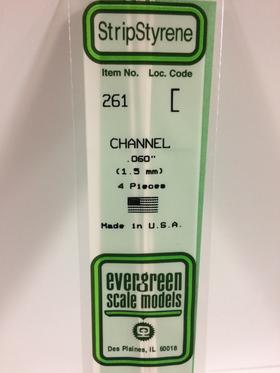 StripStyrene
Item No. Loc. Code
261 [
CHANNEL
.060"
(1.5 mm)
4 Pieces
Made in U.S.A.
evergreen
scale models
Des Plaines, IL 60018